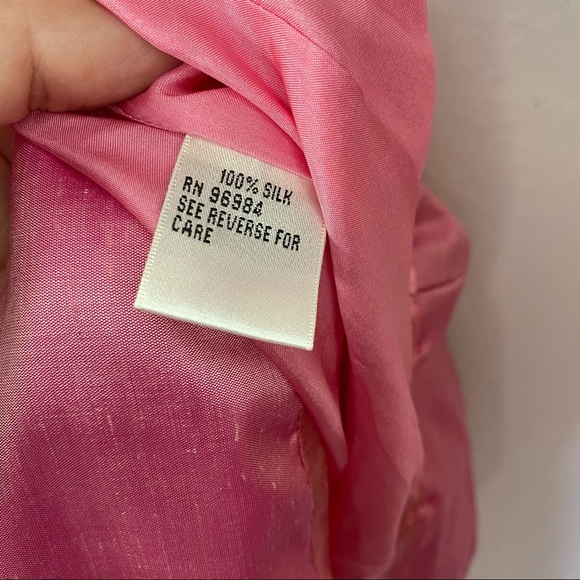 100% SILK
RN 96984
SEE REVERSE FOR
CARE